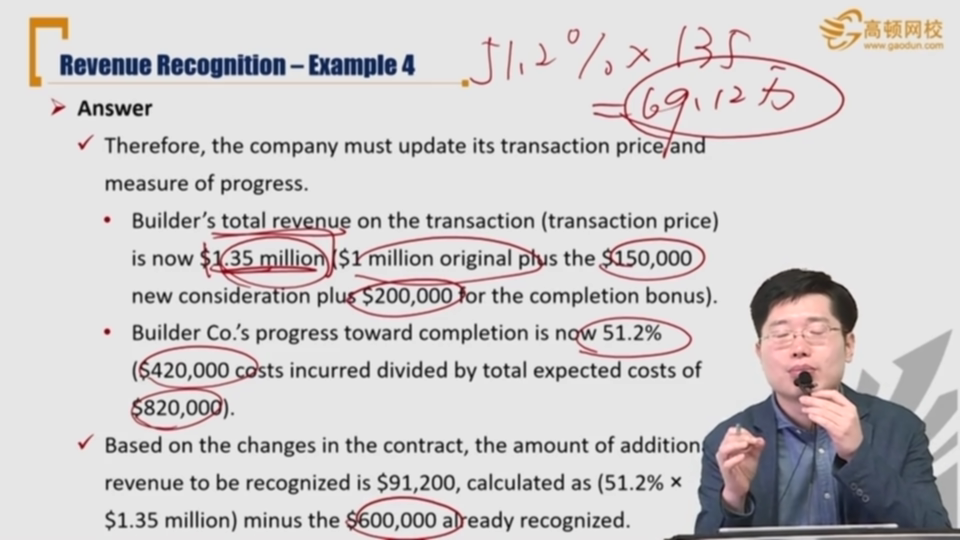 Revenue Recognition – Example 4
51.2% × 135
= 69.12万
高顿网校
www.gaodun.com
Answer
Therefore, the company must update its transaction price and
measure of progress.
Builder's total revenue on the transaction (transaction price)
is now $1.35 million ($1 million original plus the $150,000
new consideration plus $200,000 for the completion bonus).
Builder Co.'s progress toward completion is now 51.2%
($420,000 costs incurred divided by total expected costs of
$820,000).
Based on the changes in the contract, the amount of addition
revenue to be recognized is $91,200, calculated as (51.2% ×
$1.35 million) minus the $600,000 already recognized.